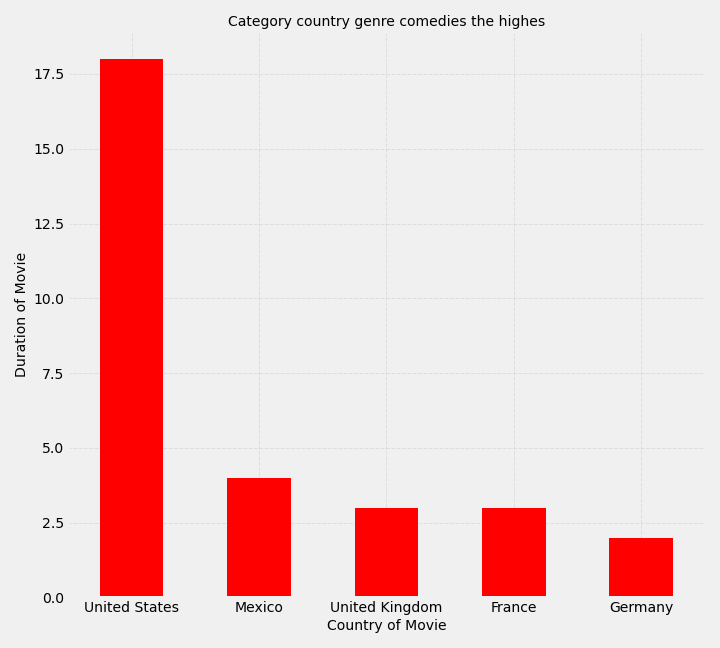 Category country genre comedies the highes
17.5
15.0
12.5
10.0
7.5
5.0
2.5
0.0
Duration of Movie
United States Mexico United Kingdom France Germany
Country of Movie